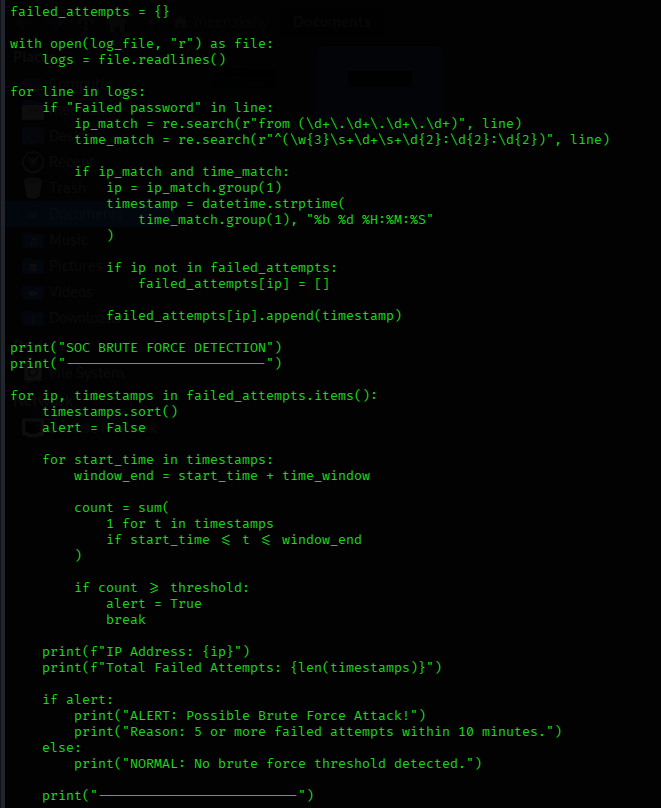 failed_attempts = {}
with open(log_file, "r") as file:
    logs = file.readlines()
for line in logs:
    if "Failed password" in line:
        ip_match = re.search(r"from (\d+\.\d+\.\d+\.\d+)", line)
        time_match = re.search(r"^(\w{3}\s+\d+\s+\d{2}:\d{2}:\d{2})", line)
        if ip_match and time_match:
            ip = ip_match.group(1)
            timestamp = datetime.strptime(
                time_match.group(1), "%b %d %H:%M:%S"
            )
            if ip not in failed_attempts:
                failed_attempts[ip] = []
            failed_attempts[ip].append(timestamp)
print("SOC BRUTE FORCE DETECTION")
print("-------------------------")
for ip, timestamps in failed_attempts.items():
    timestamps.sort()
    alert = False
    for start_time in timestamps:
        window_end = start_time + time_window
        count = sum(
            1 for t in timestamps
            if start_time <= t <= window_end
        )
        if count >= threshold:
            alert = True
            break
    print(f"IP Address: {ip}")
    print(f"Total Failed Attempts: {len(timestamps)}")
    if alert:
        print("ALERT: Possible Brute Force Attack!")
        print("Reason: 5 or more failed attempts within 10 minutes.")
    else:
        print("NORMAL: No brute force threshold detected.")
    print("-------------------------")
Documents
Trash
Documents
Music
Pictures
Videos